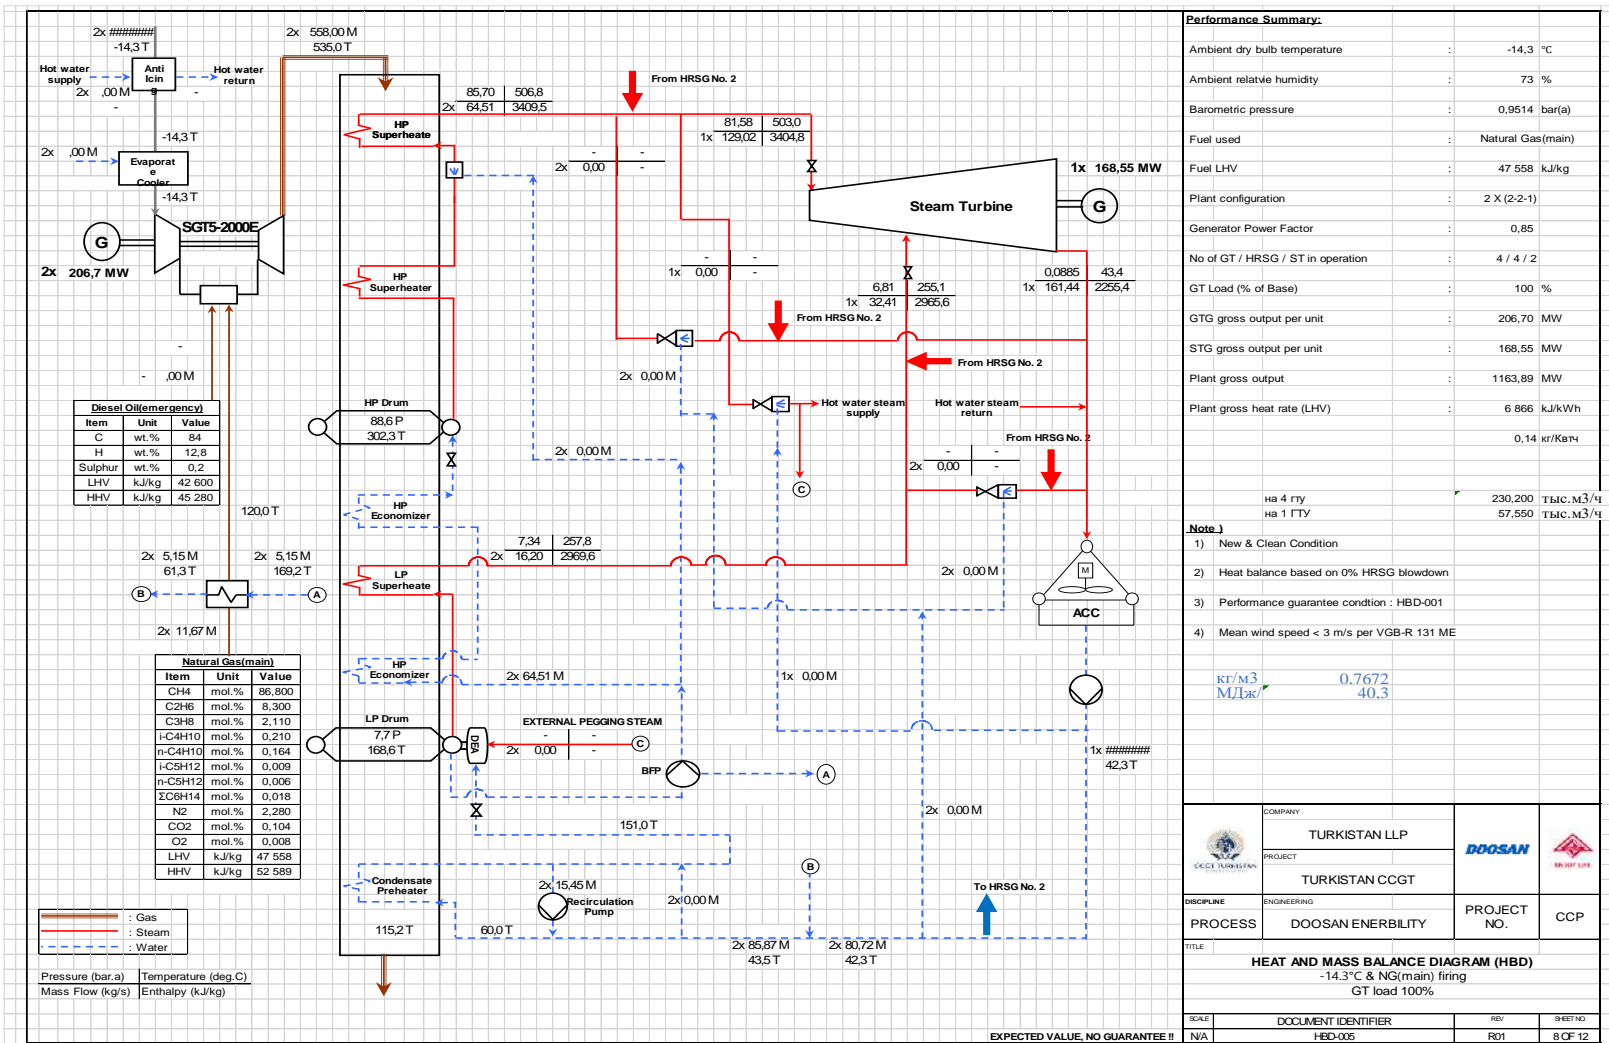 2x ####### 
-14,3 T
2x 558,00 M
535,0 T
Hot water
supply
Anti
Icin
g
Hot water
return
2x ,00 M -
-
-14,3 T
2x ,00 M
Evaporat
e
Cooler
-14,3 T
SGT5-2000E
G
2x 206,7 MW
-
- ,00 M
Diesel Oil(emergency)
Item Unit Value
C wt.% 84
H wt.% 12,8
Sulphur wt.% 0,2
LHV kJ/kg 42 600
HHV kJ/kg 45 280
120,0 T
2x 5,15 M
61,3 T
2x 5,15 M
169,2 T
B
A
2x 11,67 M
Natural Gas(main)
Item Unit Value
CH4 mol.% 86,800
C2H6 mol.% 8,300
C3H8 mol.% 2,110
i-C4H10 mol.% 0,210
n-C4H10 mol.% 0,164
i-C5H12 mol.% 0,009
n-C5H12 mol.% 0,006
ΣC6H14 mol.% 0,018
N2 mol.% 2,280
CO2 mol.% 0,104
O2 mol.% 0,008
LHV kJ/kg 47 558
HHV kJ/kg 52 589
: Gas
: Steam
: Water
Pressure (bar.a) Temperature (deg.C)
Mass Flow (kg/s) Enthalpy (kJ/kg)
HP
Superheate
HP
Superheater
HP Drum
88,6 P
302,3 T
HP
Economizer
LP
Superheate
HP
Economizer
LP Drum
7,7 P
168,6 T
DEA
Condensate
Preheater
115,2 T
60,0 T
85,70 506,8
2x 64,51 3409,5
From HRSG No. 2
81,58 503,0
1x 129,02 3404,8
- -
2x 0,00 -
1x 168,55 MW
Steam Turbine
G
- -
1x 0,00 -
6,81 255,1
1x 32,41 2965,6
0,0885 43,4
1x 161,44 2255,4
From HRSG No. 2
From HRSG No. 2
2x 0,00 M
Hot water steam
supply
Hot water steam
return
From HRSG No. 2
- -
2x 0,00 -
C
2x 0,00 M
7,34 257,8
2x 16,20 2969,6
2x 0,00 M
M
ACC
2x 64,51 M
1x 0,00 M
EXTERNAL PEGGING STEAM
- -
2x 0,00 -
C
BFP
A
1x #######
42,3 T
2x 0,00 M
151,0 T
B
2x 15,45 M
Recirculation
Pump
2x 0,00 M
To HRSG No. 2
2x 85,87 M
43,5 T
2x 80,72 M
42,3 T
EXPECTED VALUE, NO GUARANTEE !!
Performance Summary:
Ambient dry bulb temperature : -14,3 °C
Ambient relatvie humidity : 73 %
Barometric pressure : 0,9514 bar(a)
Fuel used : Natural Gas(main)
Fuel LHV : 47 558 kJ/kg
Plant configuration : 2 X (2-2-1)
Generator Power Factor : 0,85
No of GT / HRSG / ST in operation : 4 / 4 / 2
GT Load (% of Base) : 100 %
GTG gross output per unit : 206,70 MW
STG gross output per unit : 168,55 MW
Plant gross output : 1163,89 MW
Plant gross heat rate (LHV) : 6 866 kJ/kWh
0,14 кг/Квтч
на 4 гту 230,200 тыс.м3/ч
на 1 ГТУ 57,550 тыс.м3/ч
Note )
1) New & Clean Condition
2) Heat balance based on 0% HRSG blowdown
3) Performance guarantee condtion : HBD-001
4) Mean wind speed < 3 m/s per VGB-R 131 ME
кг/м3 0.7672
МДж/ 40,3
COMPANY
TURKISTAN LLP
PROJECT
TURKISTAN CCGT
CCGT TURKISTAN
DOOSAN
DISCIPLINE
PROCESS
ENGINEERING
DOOSAN ENERBILITY
PROJECT
NO.
CCP
TITLE
HEAT AND MASS BALANCE DIAGRAM (HBD)
-14.3°C & NG(main) firing
GT load 100%
SCALE DOCUMENT IDENTIFIER REV SHEET NO.
N/A HBD-005 R01 8 OF 12